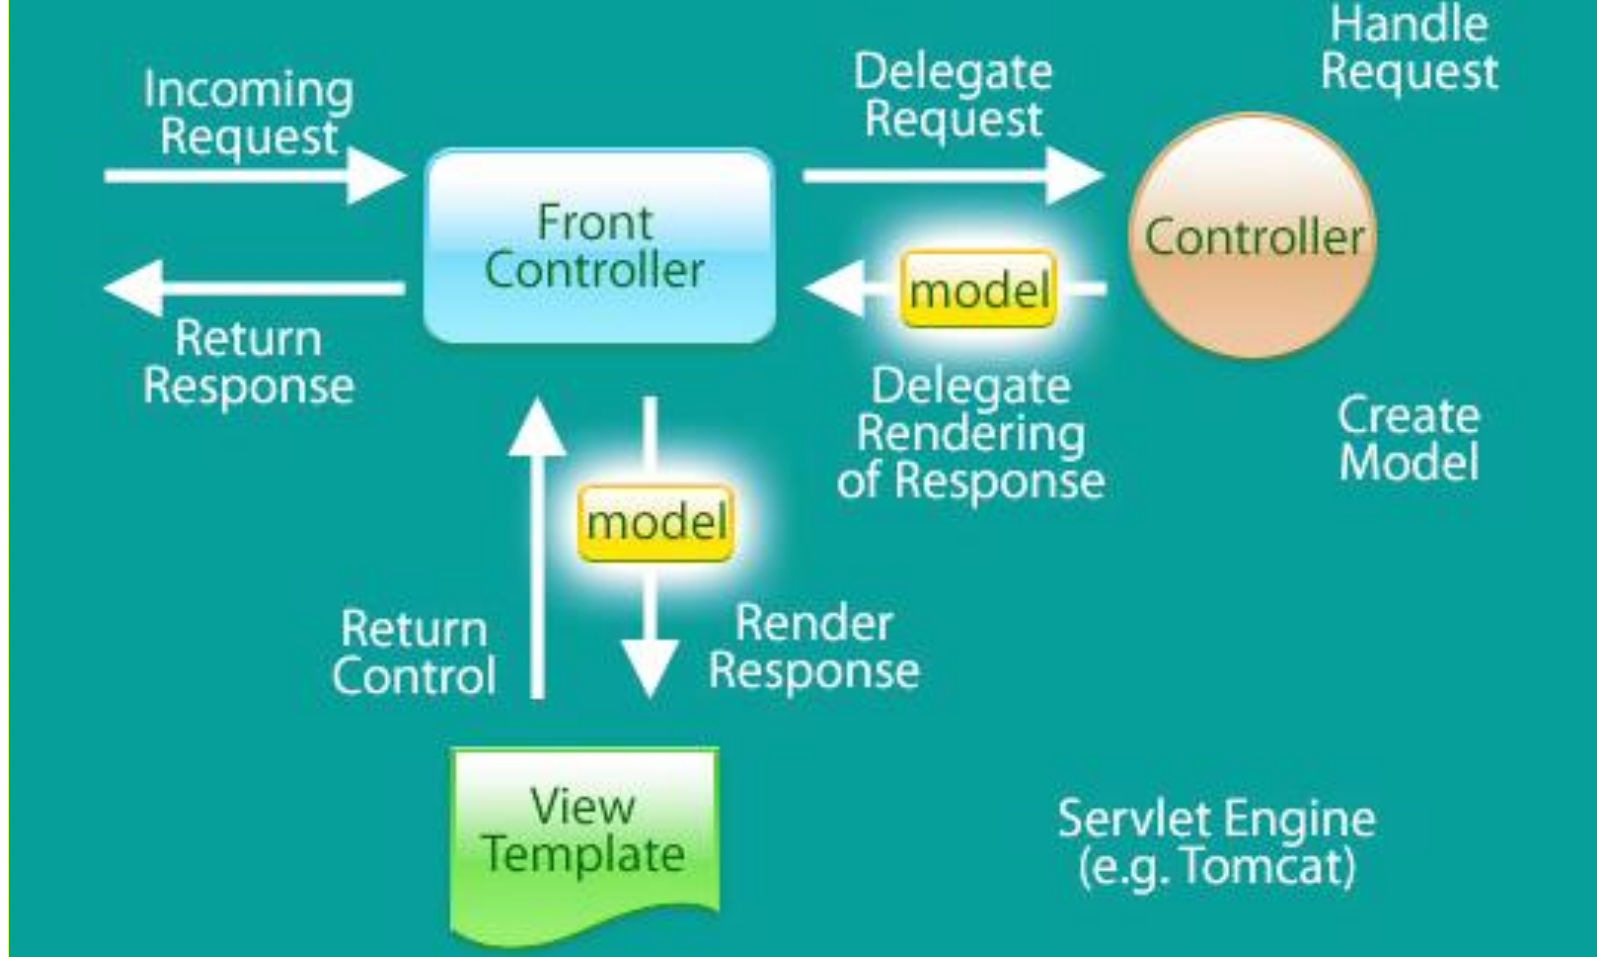 Incoming
Request
Delegate
Request
Handle
Request
Front
Controller
Controller
model
Return
Response
Delegate
Rendering
of Response
Create
Model
model
Return
Control
Render
Response
View
Template
Servlet Engine
(e.g. Tomcat)